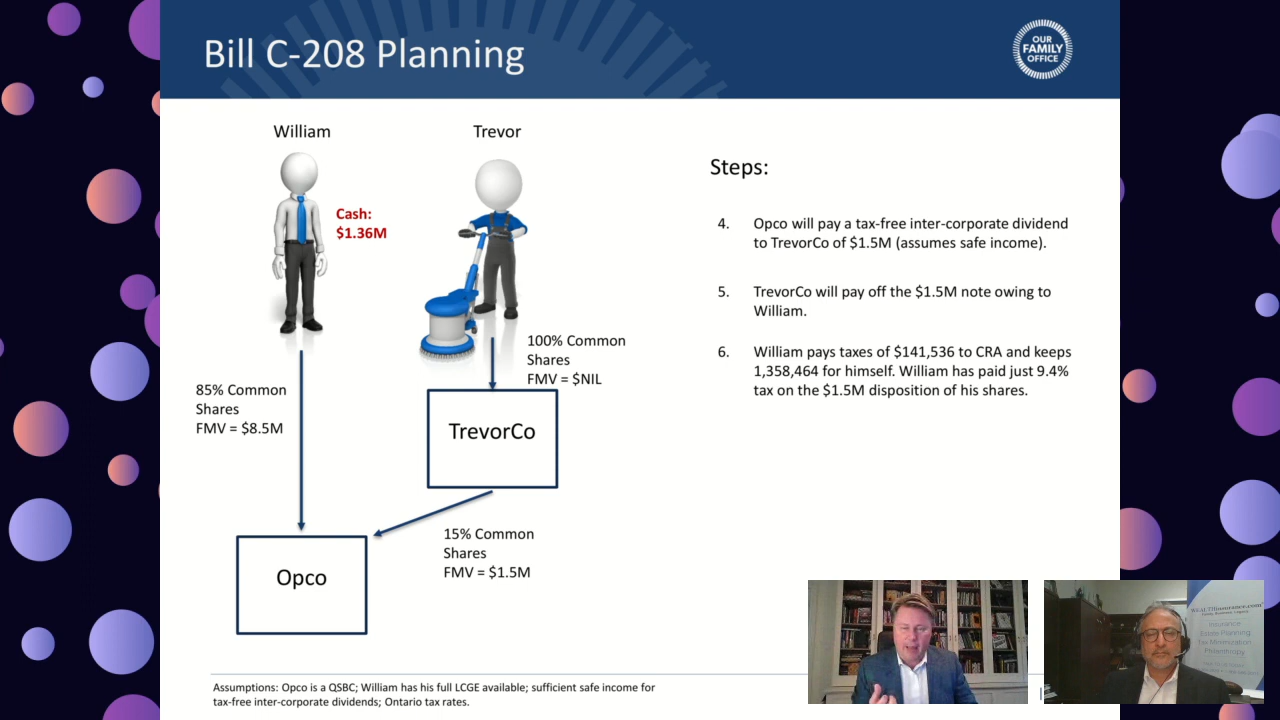 Bill C-208 Planning
OUR
FAMILY
OFFICE
William
Trevor
Cash:
$1.36M
Steps:
4. Opco will pay a tax-free inter-corporate dividend
to TrevorCo of $1.5M (assumes safe income).
5. TrevorCo will pay off the $1.5M note owing to
William.
6. William pays taxes of $141,536 to CRA and keeps
1,358,464 for himself. William has paid just 9.4%
tax on the $1.5M disposition of his shares.
100% Common
Shares
FMV = $NIL
85% Common
Shares
FMV = $8.5M
TrevorCo
15% Common
Shares
FMV = $1.5M
Opco
Assumptions: Opco is a QSBC; William has his full LCGE available; sufficient safe income for
tax-free inter-corporate dividends; Ontario tax rates.
WEALTHinsurance.com
Insurance
Estate Planning
Tax Minimization
Philanthropy